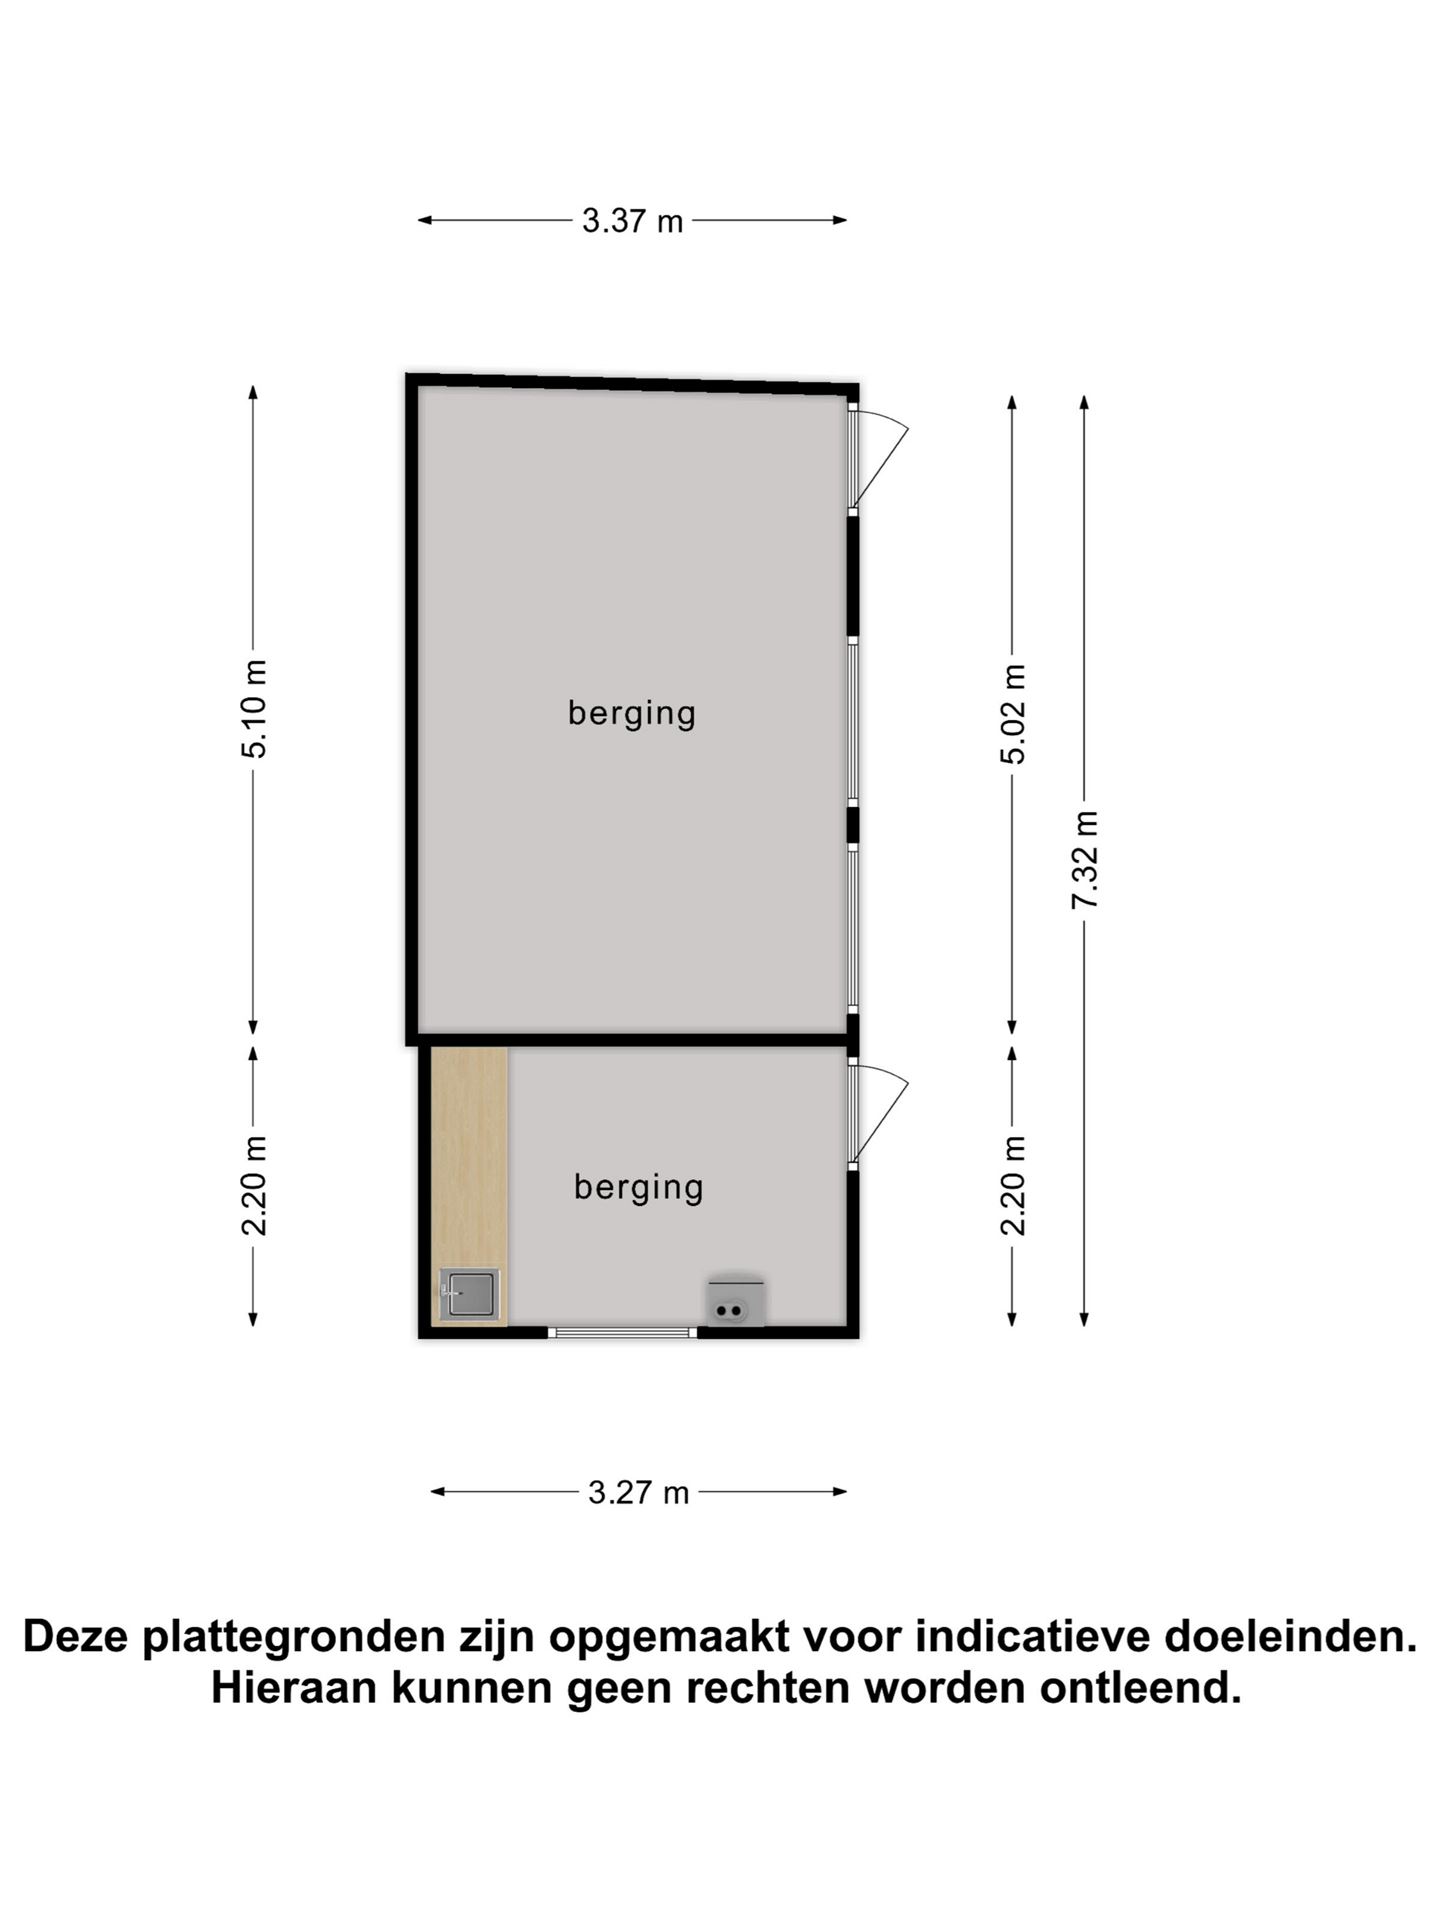 3.37 m
5.10 m
5.02 m
7.32 m
berging
2.20 m
berging
2.20 m
3.27 m
Deze plattegronden zijn opgemaakt voor indicatieve doeleinden.
Hieraan kunnen geen rechten worden ontleend.